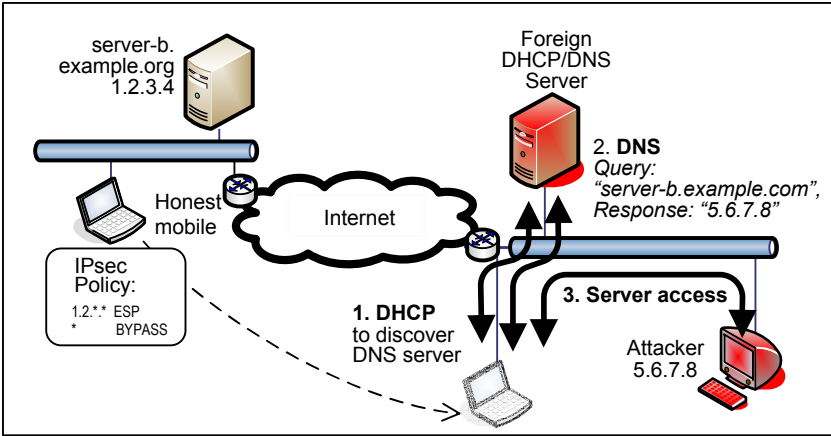 server-b.
example.org
1.2.3.4
Foreign
DHCP/DNS
Server
2. DNS
Query:
“server-b.example.com”,
Response: “5.6.7.8”
Honest
mobile
Internet
IPsec
Policy:
1.2.*.* ESP
* BYPASS
1. DHCP
to discover
DNS server
3. Server access
Attacker
5.6.7.8